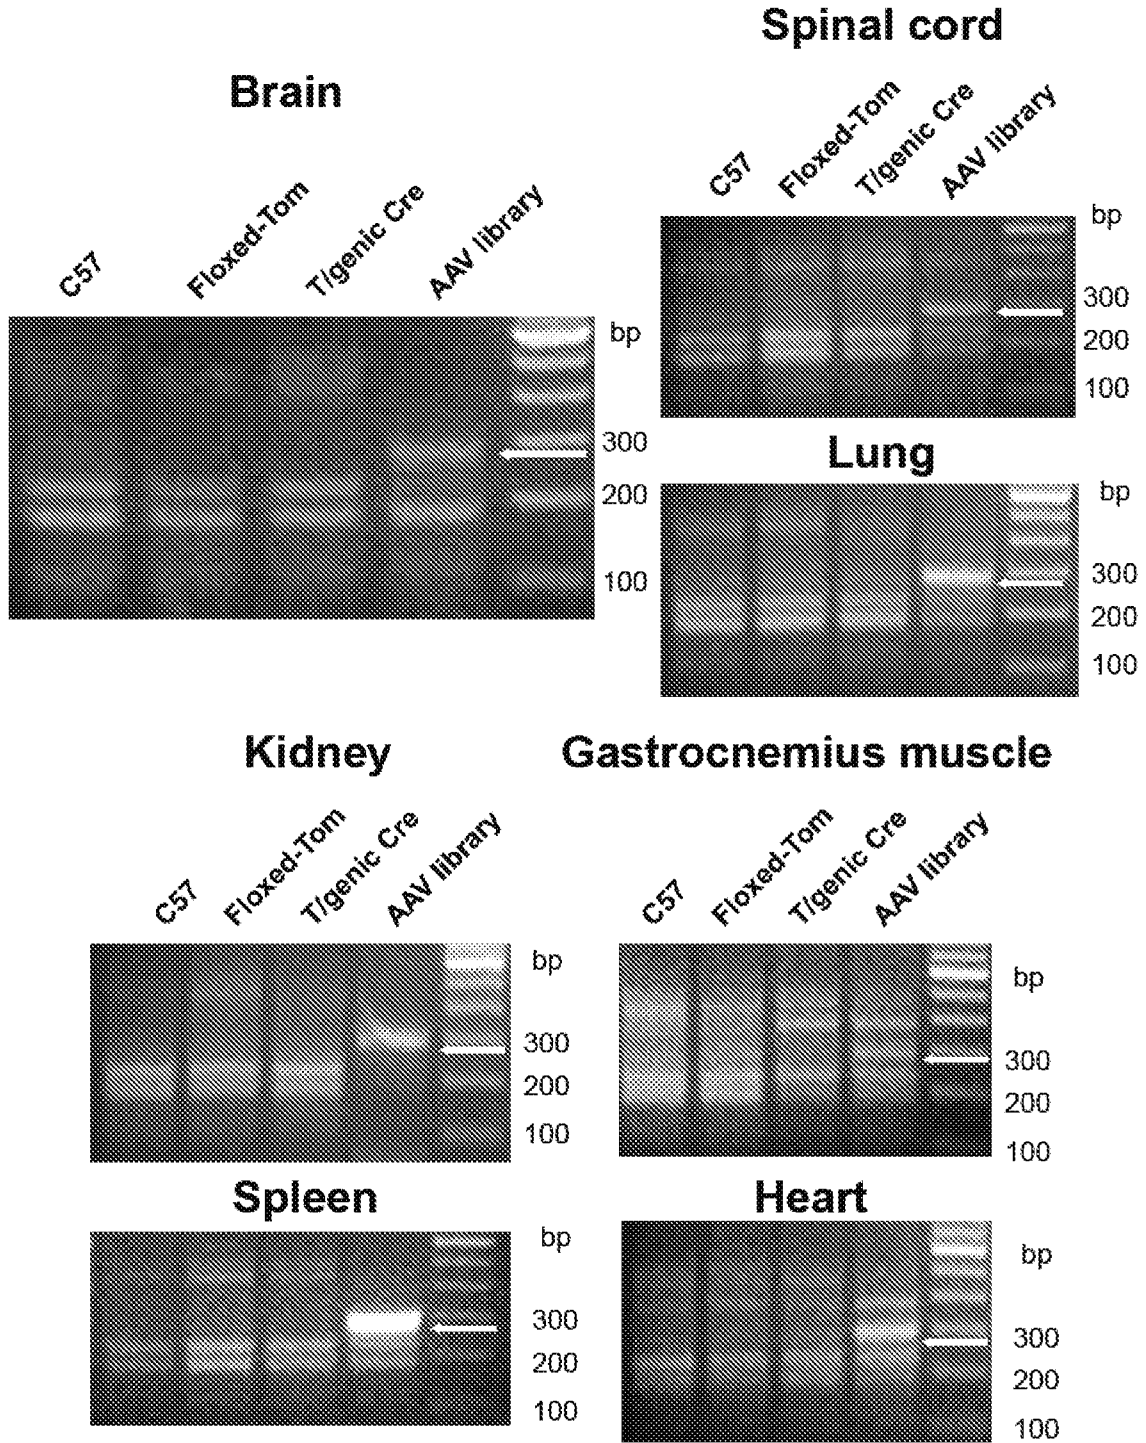 Brain
C57
Floxed-Tom
T/genic Cre
AAV library
bp
300
200
100
Spinal cord
C57
Floxed-Tom
T/genic Cre
AAV library
bp
300
200
100
Lung
bp
300
200
100
Kidney
C57
Floxed-Tom
T/genic Cre
AAV library
bp
300
200
100
Gastrocnemius muscle
C57
Floxed-Tom
T/genic Cre
AAV library
bp
300
200
100
Spleen
bp
300
200
100
Heart
bp
300
200
100